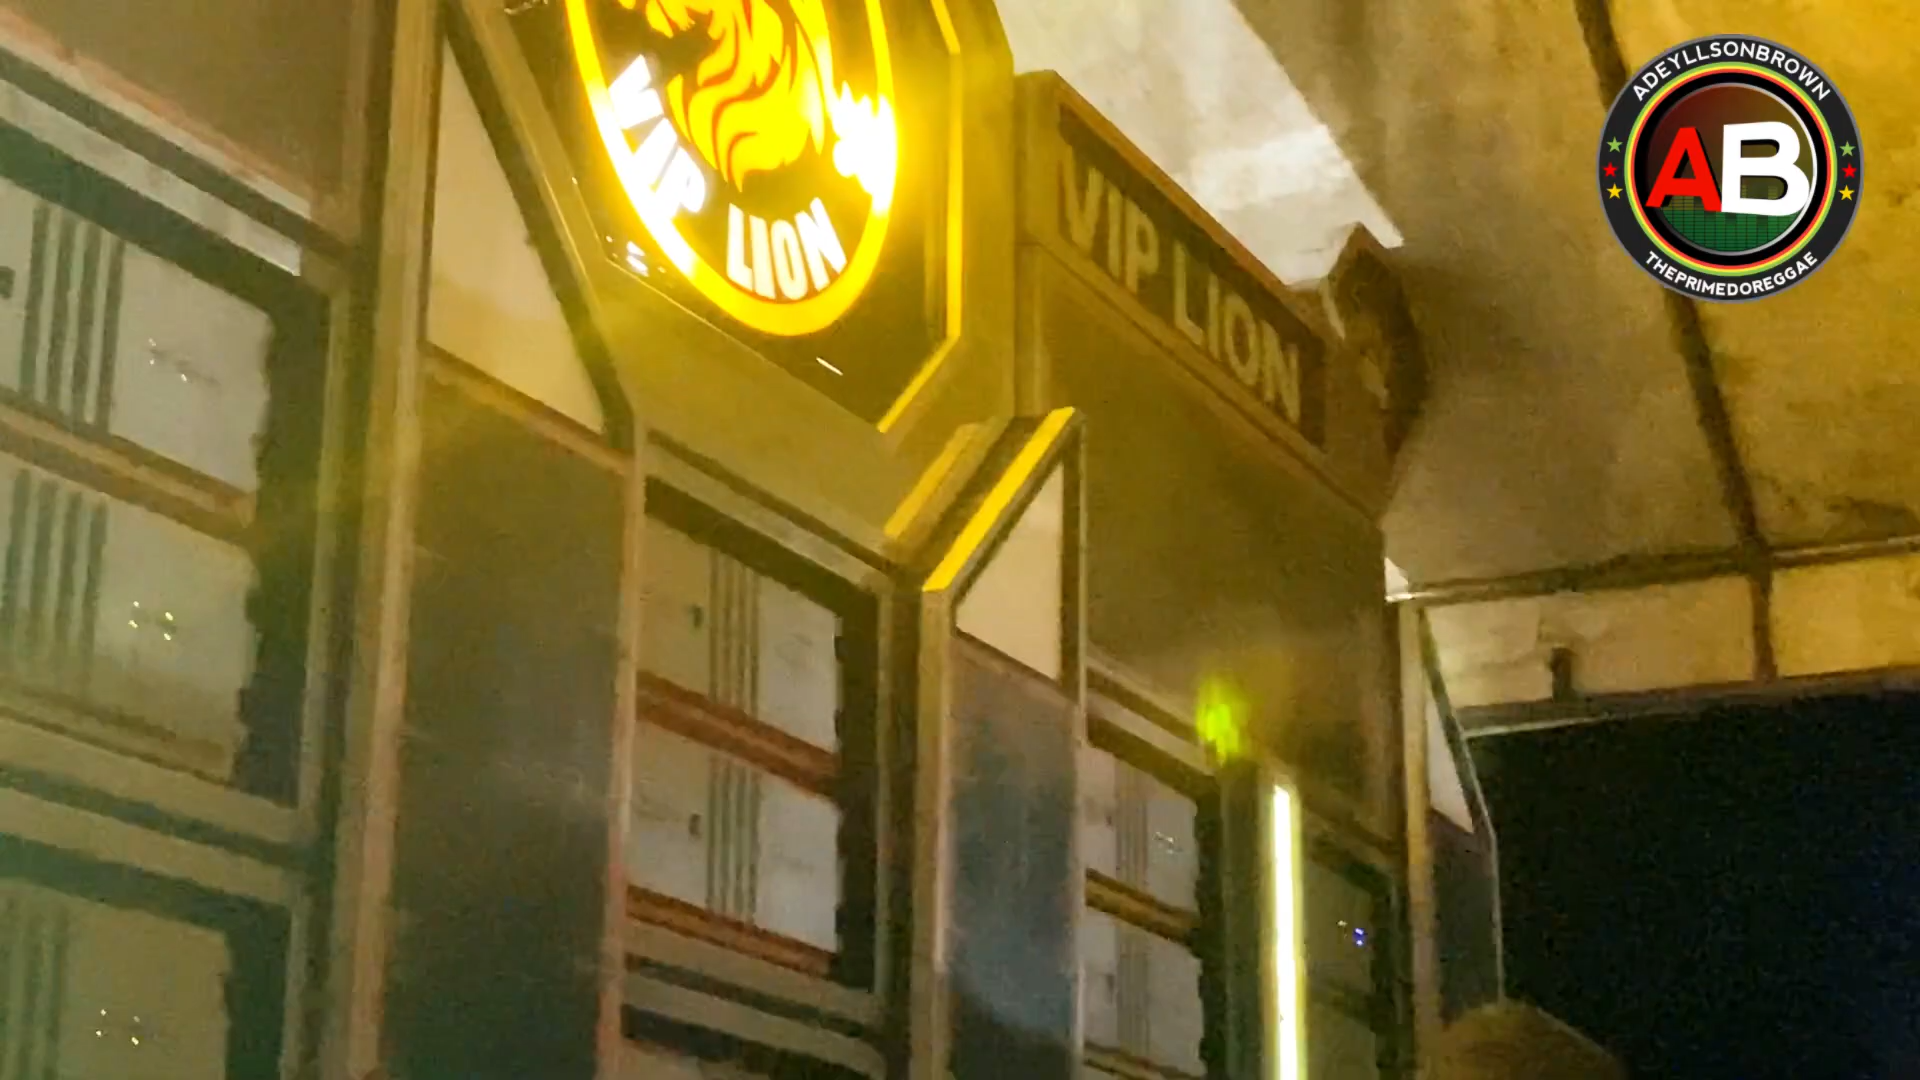 VIP
LION
VIP LION
ADEYLLSONBROWN
AB
THEPRIMEDOREGGAE